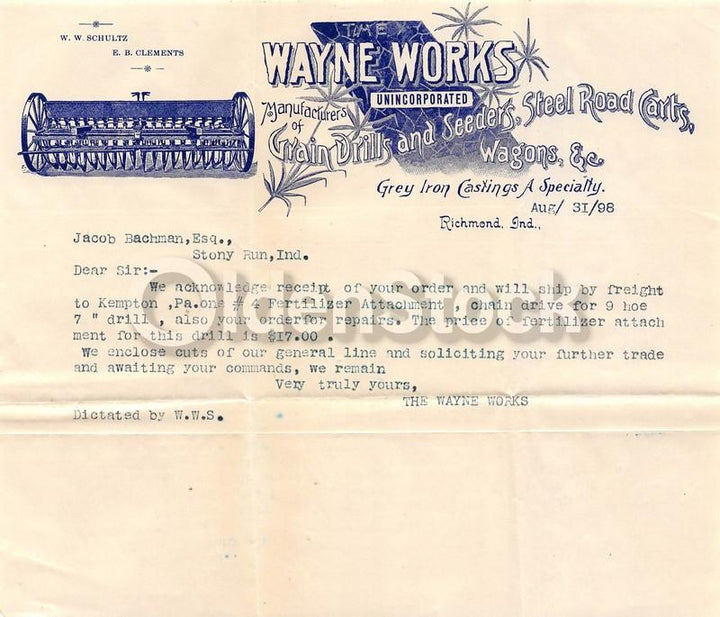 W. W. SCHULTZ
E. B. CLEMENTS
THE
WAYNE WORKS
UNINCORPORATED
Manufacturers
of
Grain Drills and Seeders, Steel Road Carts,
Wagons, &c.
Grey Iron Castings A Specialty.
Aug/ 31/98
Richmond, Ind.,
Jacob Bachman,Esq.,
Stony Run,Ind.
Dear Sir:-
We acknowledge receipt of your order and will ship by freight
to Kempton ,Pa.one # 4 Fertilizer Attachment , chain drive for 9 hoe
7 " drill , also your orderfor repairs. The price of fertilizer attach
ment for this drill is $17.00 .
We enclose cuts of our general line and soliciting your further trade
and awaiting your commands, we remain
Very truly yours,
THE WAYNE WORKS
Dictated by W.W.S.
OldenStock